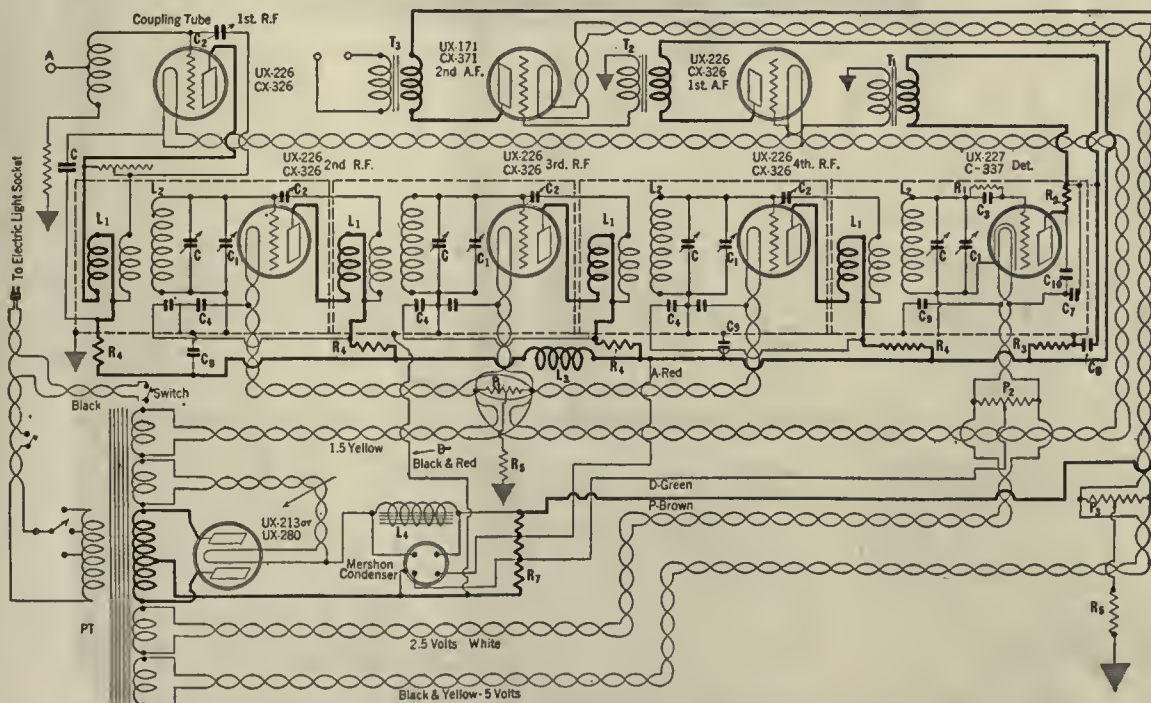 Coupling Tube
C2
1st. R.F
A
UX-226
CX-326
T3
UX-171
CX-371
2nd A.F.
T2
UX-226
CX-326
1st. A.F
T1
C
UX-226
CX-326
2nd R.F.
UX-226
CX-326
3rd. R.F
UX-226
CX-326
4th. R.F.
UX-227
C-337
Det.
L1
L2
C2
C
C1
C4
L1
C2
C
C1
C4
L1
L2
C2
C
C1
C4
L1
L2
R1
C3
C
C1
R2
C10
C7
C9
To Electric Light Socket
R4
C8
R4
L3
R4
C9
R4
R3
C8
A-Red
Black
Switch
P2
1.5 Yellow
B-
Black & Red
R5
D-Green
P-Brown
UX-213 or
UX-280
L4
P3
Mershon
Condenser
R7
R5
PT
2.5 Volts White
Black & Yellow-5 Volts